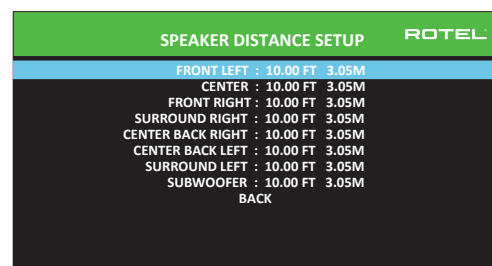 SPEAKER DISTANCE SETUP ROTEL
FRONT LEFT : 10.00 FT 3.05M
CENTER : 10.00 FT 3.05M
FRONT RIGHT : 10.00 FT 3.05M
SURROUND RIGHT : 10.00 FT 3.05M
CENTER BACK RIGHT : 10.00 FT 3.05M
CENTER BACK LEFT : 10.00 FT 3.05M
SURROUND LEFT : 10.00 FT 3.05M
SUBWOOFER : 10.00 FT 3.05M
BACK